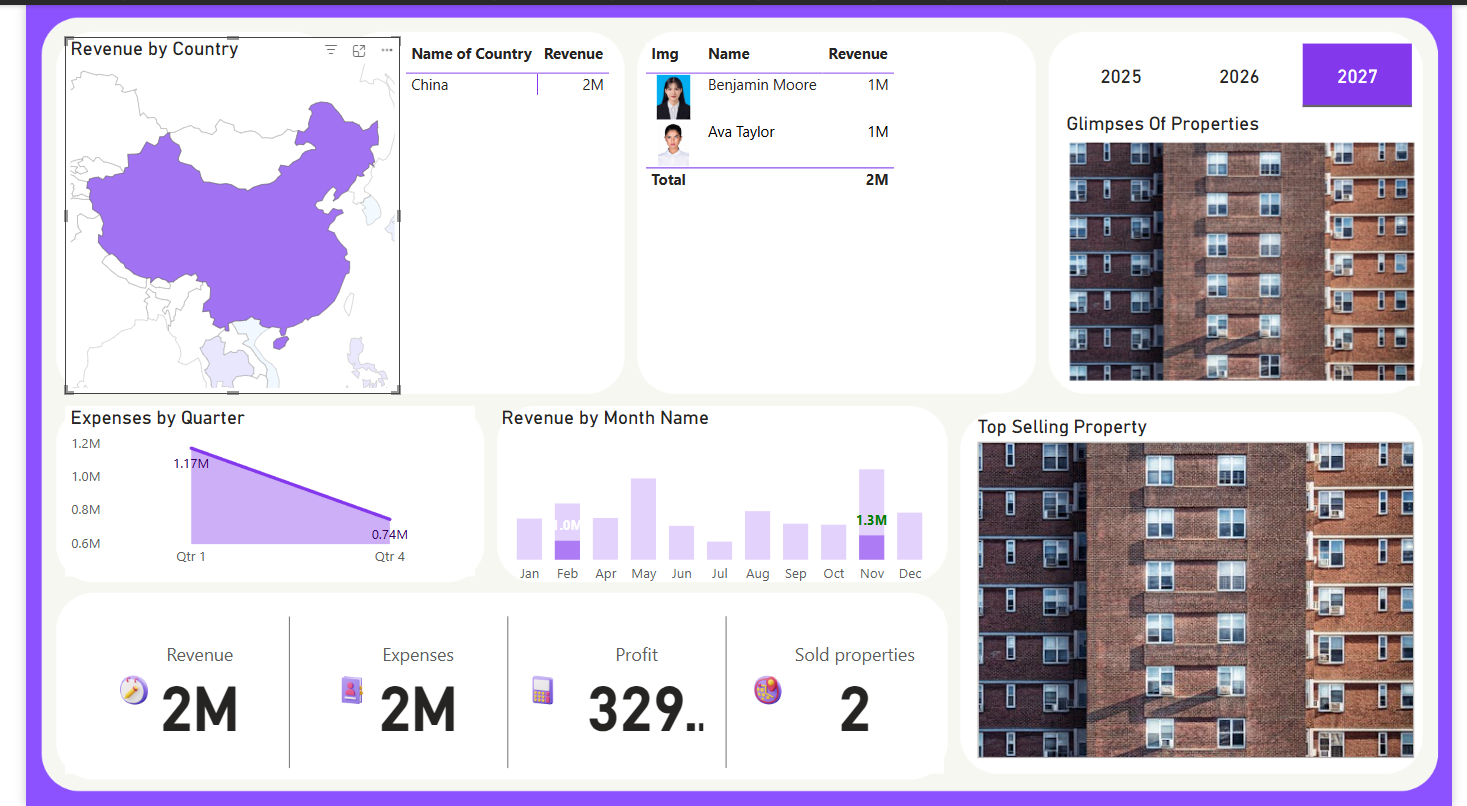 Revenue by Country
Name of Country Revenue
China 2M
Img Name Revenue
Benjamin Moore 1M
Ava Taylor 1M
Total 2M
2025 2026 2027
Glimpses Of Properties
Expenses by Quarter
1.2M
1.0M
0.8M
0.6M
1.17M
0.74M
Qtr 1 Qtr 4
Revenue by Month Name
1.0M
1.3M
Jan Feb Apr May Jun Jul Aug Sep Oct Nov Dec
Top Selling Property
Revenue
2M
Expenses
2M
Profit
329..
Sold properties
2